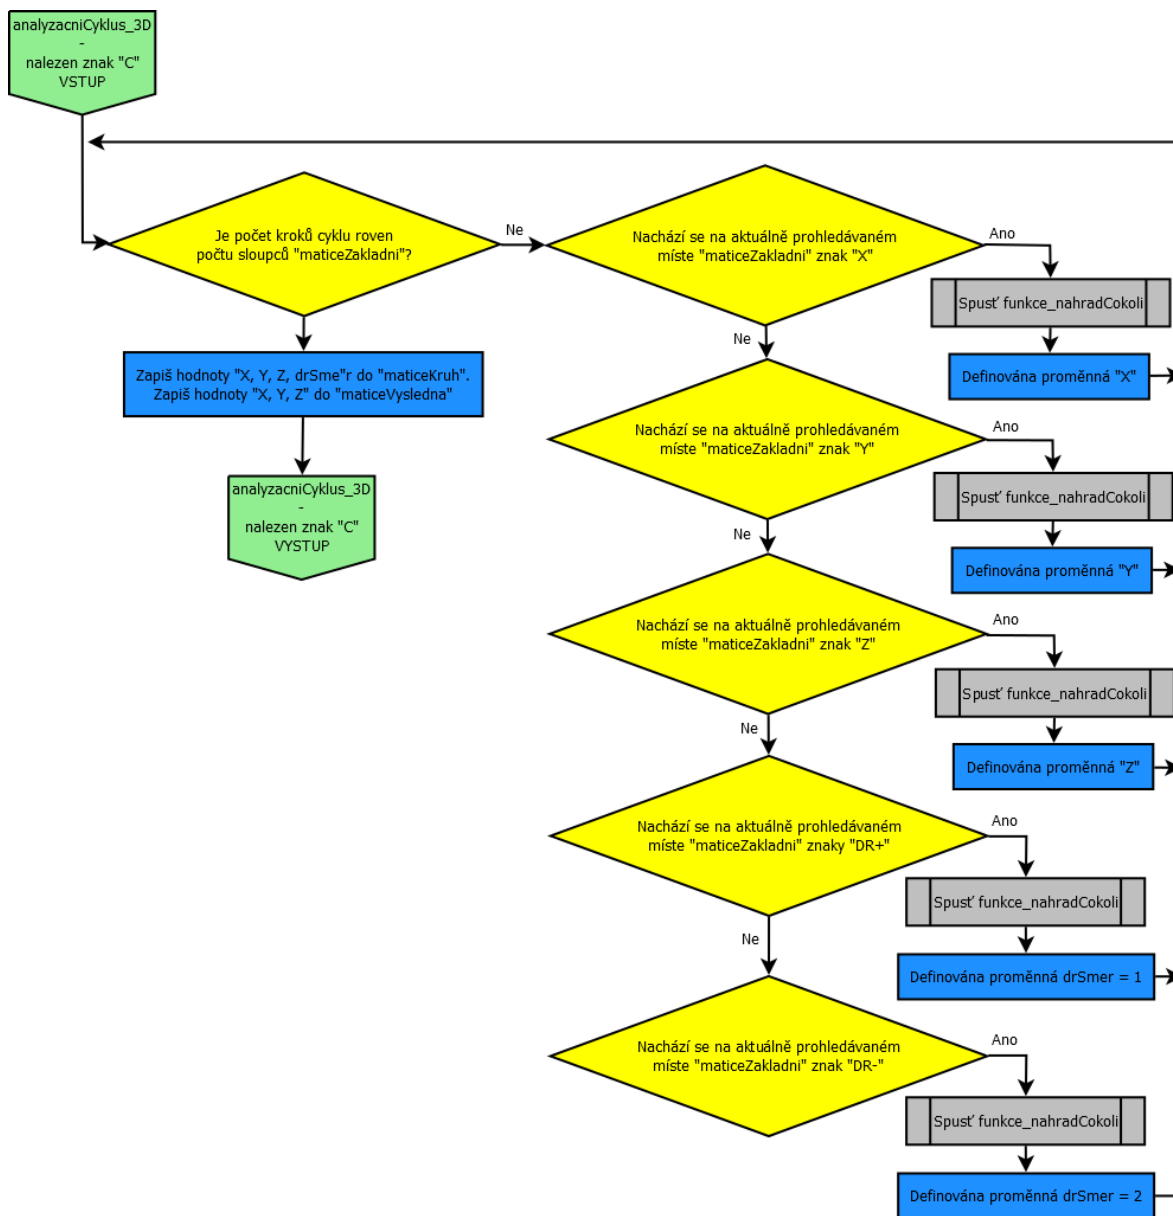 analyzacniCyklus_3D
-
nalezen znak "C"
VSTUP
Je počet kroků cyklu roven
počtu sloupců "maticeZakladni"?
Ne
Nachází se na aktuálně prohledávaném
míste "maticeZakladni" znak "X"
Ano
Spusť funkce_nahradCokoli
Definována proměnná "X"
Zapiš hodnoty "X, Y, Z, drSme"r do "maticeKruh".
Zapiš hodnoty "X, Y, Z" do "maticeVysledna"
analyzacniCyklus_3D
-
nalezen znak "C"
VYSTUP
Ne
Nachází se na aktuálně prohledávaném
míste "maticeZakladni" znak "Y"
Ano
Spusť funkce_nahradCokoli
Definována proměnná "Y"
Ne
Nachází se na aktuálně prohledávaném
míste "maticeZakladni" znak "Z"
Ano
Spusť funkce_nahradCokoli
Definována proměnná "Z"
Ne
Nachází se na aktuálně prohledávaném
míste "maticeZakladni" znaky "DR+"
Ano
Spusť funkce_nahradCokoli
Definována proměnná drSmer = 1
Ne
Nachází se na aktuálně prohledávaném
míste "maticeZakladni" znak "DR-"
Ano
Spusť funkce_nahradCokoli
Definována proměnná drSmer = 2